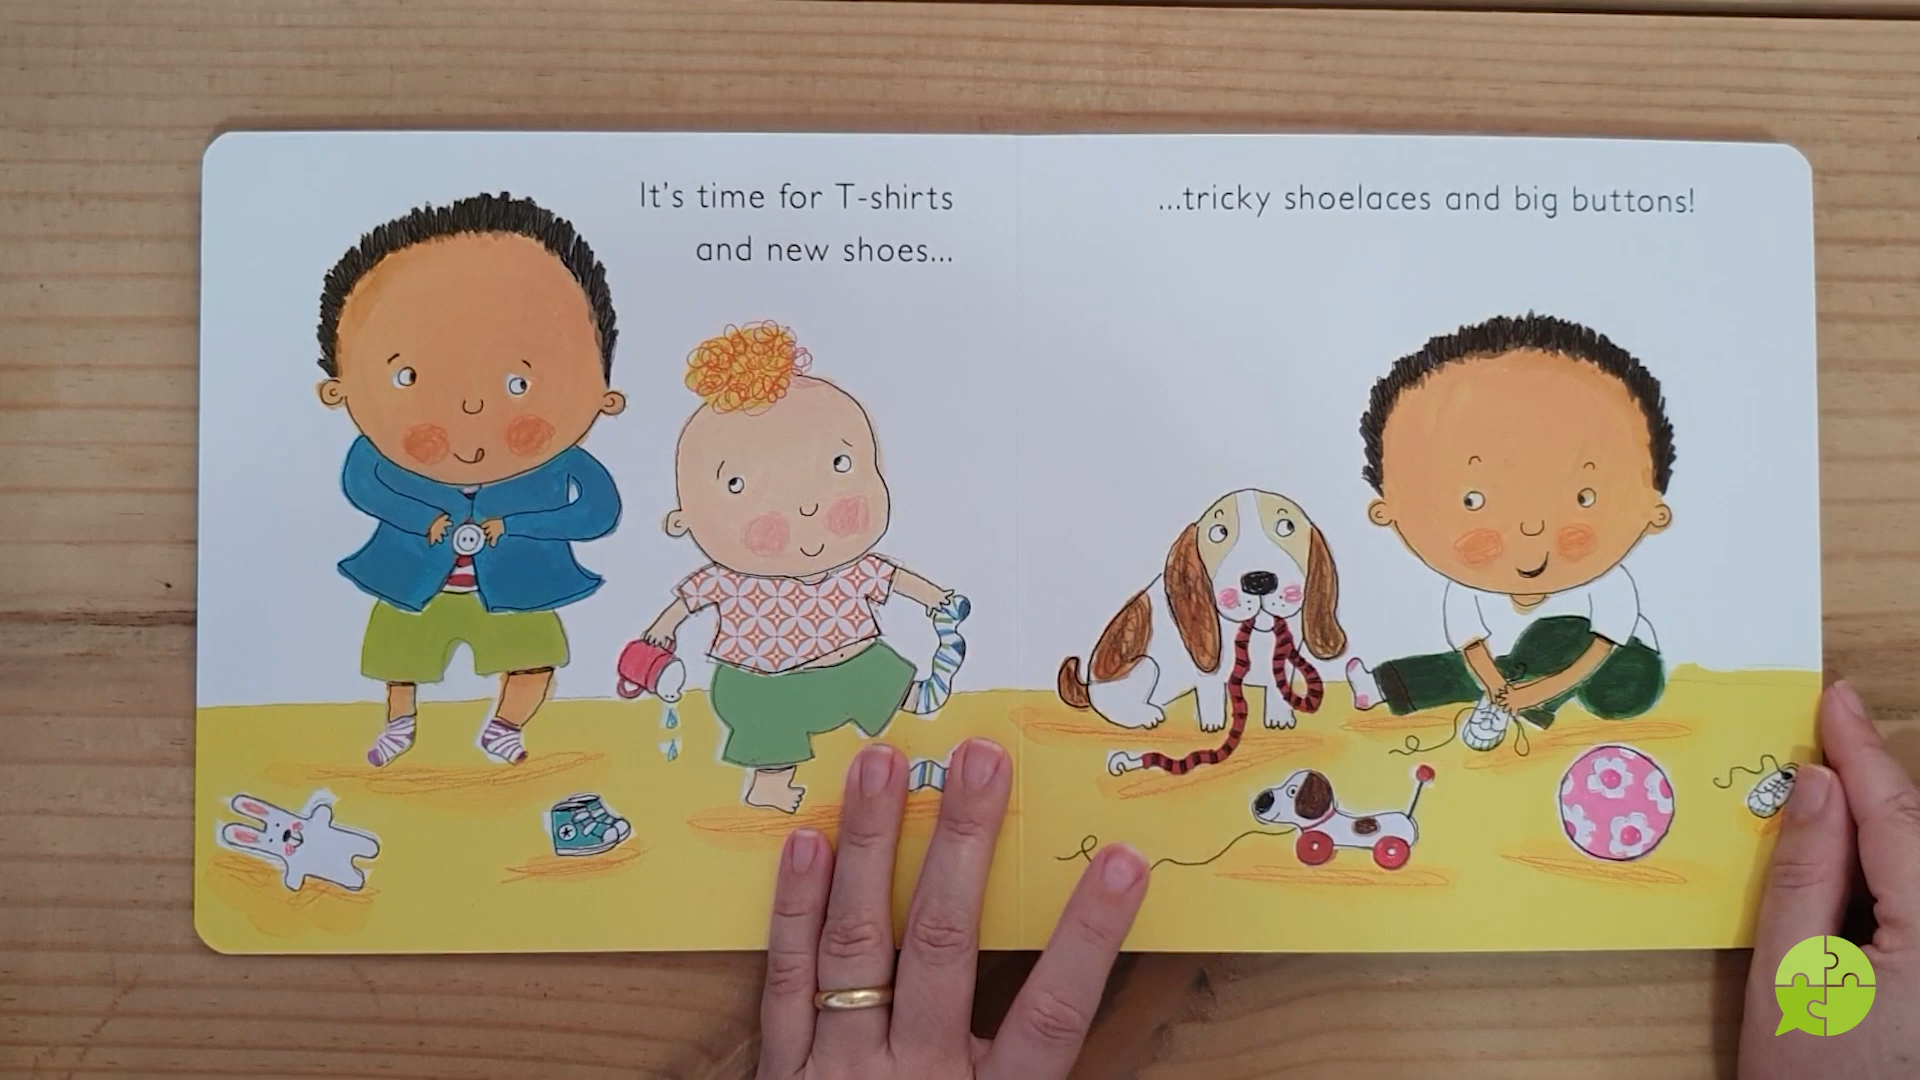 It's time for T-shirts
and new shoes...
...tricky shoelaces and big buttons!